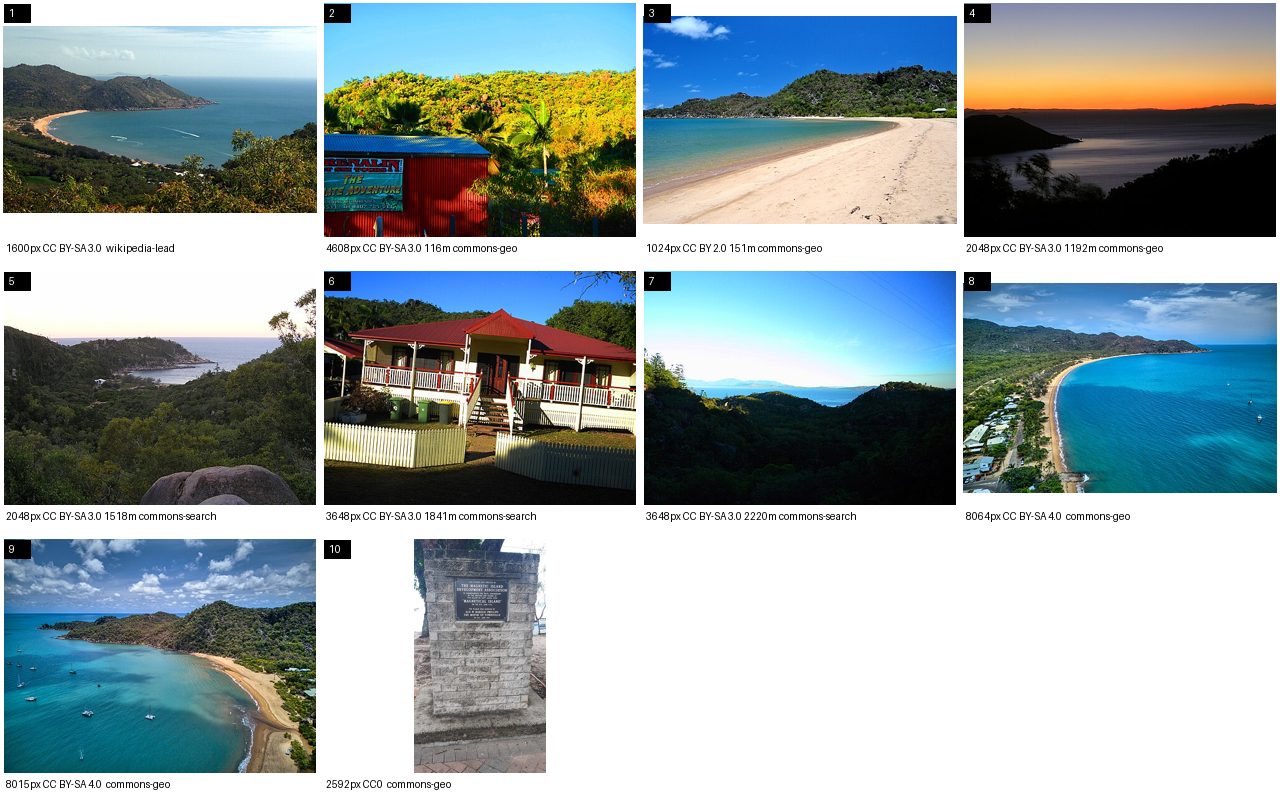 1
2
3
4
RENALIN
THE
ATE ADVENTURE
1600px CC BY-SA 3.0 wikipedia-lead
4608px CC BY-SA 3.0 116m commons-geo
1024px CC BY 2.0 151m commons-geo
2048px CC BY-SA 3.0 1192m commons-geo
5
6
7
8
2048px CC BY-SA 3.0 1518m commons-search
3648px CC BY-SA 3.0 1841m commons-search
3648px CC BY-SA 3.0 2220m commons-search
8064px CC BY-SA 4.0 commons-geo
9
10
THE MAGNETIC ISLAND
DEVELOPMENT ASSOCIATION
8015px CC BY-SA 4.0 commons-geo
2592px CC0 commons-geo